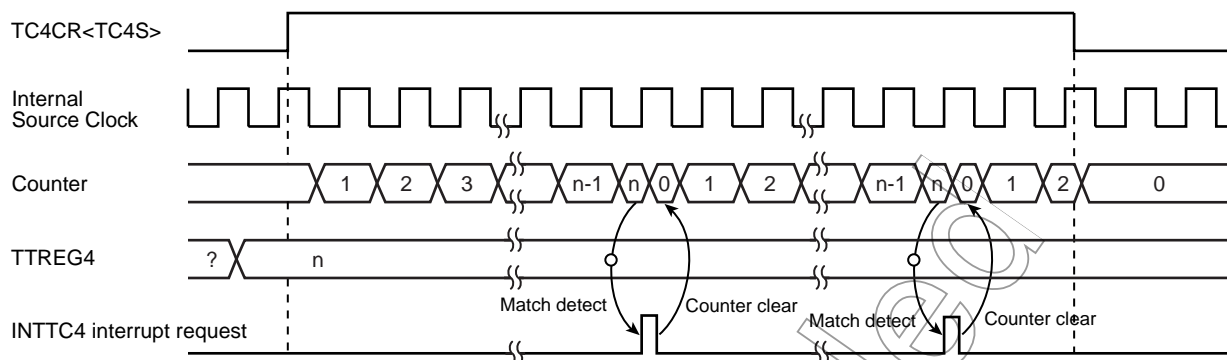 TC4CR<TC4S>
Internal
Source Clock
Counter
1 2 3 n-1 n 0 1 2 n-1 n 0 1 2 0
TTREG4
? n
Match detect Counter clear Match detect Counter clear
INTTC4 interrupt request